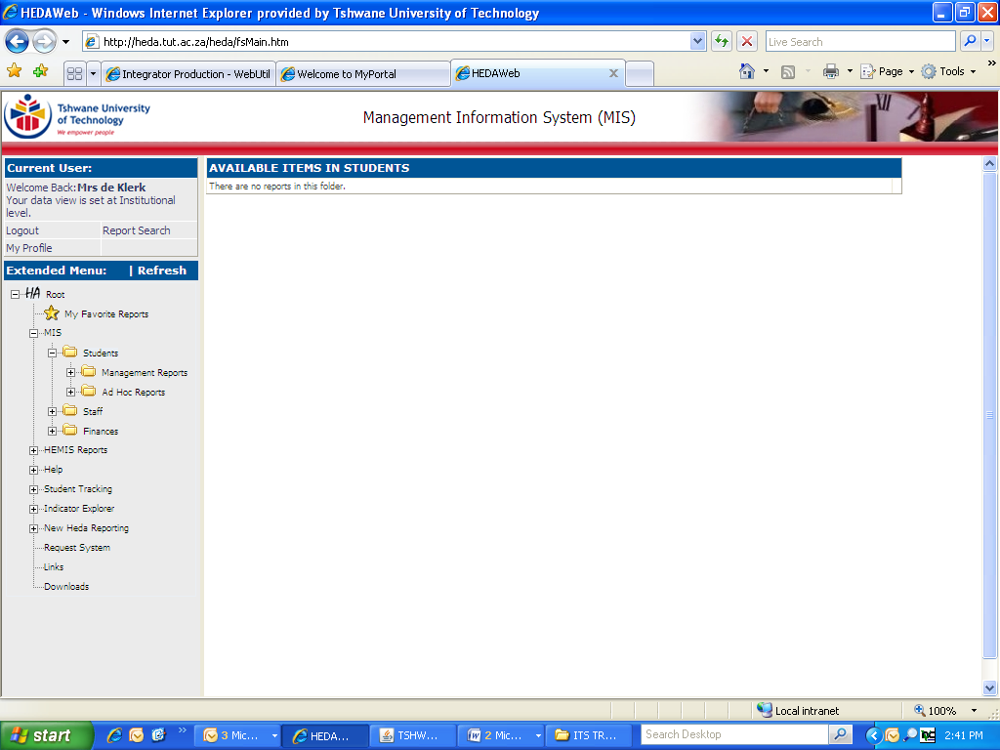 HEDAWeb - Windows Internet Explorer provided by Tshwane University of Technology
http://heda.tut.ac.za/heda/fsMain.htm
Live Search
Integrator Production - WebUtil
Welcome to MyPortal
HEDAWeb
Page
Tools
Tshwane University
of Technology
We empower people
Management Information System (MIS)
Current User:
Welcome Back: Mrs de Klerk
Your data view is set at Institutional
level.
Logout
Report Search
My Profile
Extended Menu: | Refresh
HA Root
My Favorite Reports
MIS
Students
Management Reports
Ad Hoc Reports
Staff
Finances
HEMIS Reports
Help
Student Tracking
Indicator Explorer
New Heda Reporting
Request System
Links
Downloads
AVAILABLE ITEMS IN STUDENTS
There are no reports in this folder.
Local intranet
100%
start
3 Mic...
HEDA...
TSHW...
2 Mic...
ITS TR...
Search Desktop
2:41 PM